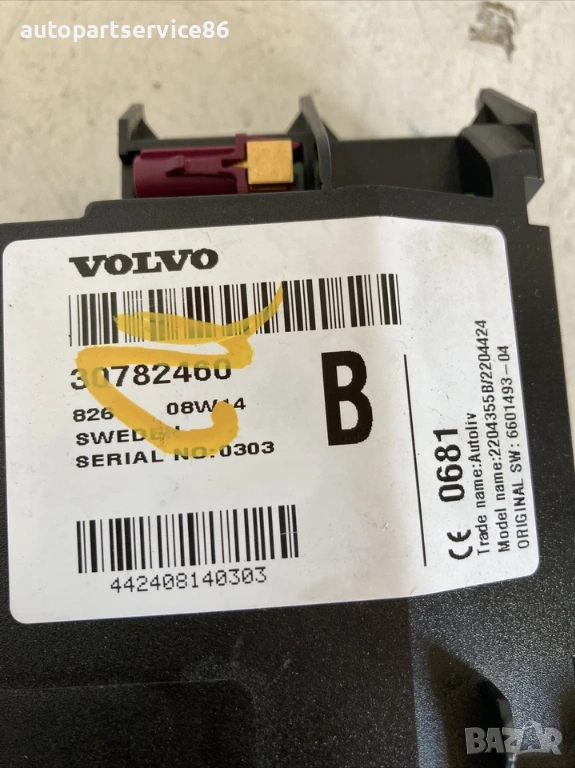 autopartservice86
VOLVO
30782460
826 08W14
SWEDEN
SERIAL NO:0303
B
442408140303
CE 0681
Trade name:Autoliv
Model name:2204355B/2204424
ORIGINAL SW: 6601493-04
BAZAR